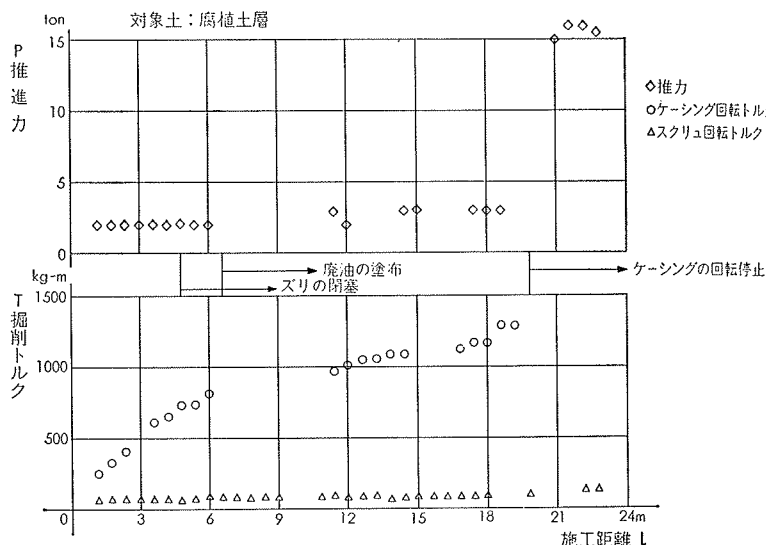 ton
対象土：腐植土層
15
10
5
0
P推進力
◇推力
○ケーシング回転トル
△スクリュ回転トルク
廃油の塗布
ズリの閉塞
ケーシングの回転停止
kg-m
1500
1000
500
T掘削トルク
0 3 6 9 12 15 18 21 24m
施工距離 L